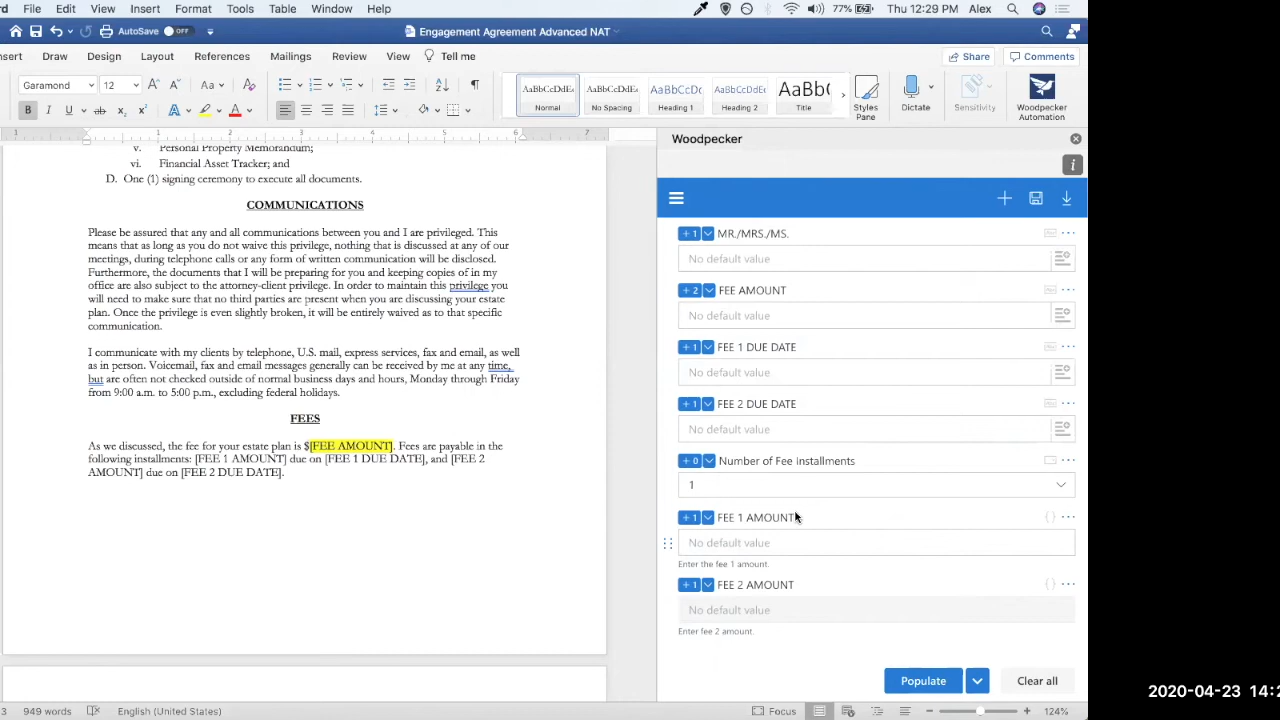 rd File Edit View Insert Format Tools Table Window Help 77% Thu 12:29 PM Alex
AutoSave OFF Engagement Agreement Advanced NAT
nsert Draw Design Layout References Mailings Review View Tell me Share Comments
Garamond 12
AaBbCcDdEe AaBbCcDdEe AaBbCcDc AaBbCcDdEe AaBb(
Normal No Spacing Heading 1 Heading 2 Title
Styles Pane
Dictate
Sensitivity
Woodpecker Automation
1 1 2 3 4 5 6 7
v. Personal Property Memorandum;
vi. Financial Asset Tracker; and
D. One (1) signing ceremony to execute all documents.
COMMUNICATIONS
Please be assured that any and all communications between you and I are privileged. This
means that as long as you do not waive this privilege, nothing that is discussed at any of our
meetings, during telephone calls or any form of written communication will be disclosed.
Furthermore, the documents that I will be preparing for you and keeping copies of in my
office are also subject to the attorney-client privilege. In order to maintain this privilege you
will need to make sure that no third parties are present when you are discussing your estate
plan. Once the privilege is even slightly broken, it will be entirely waived as to that specific
communication.
I communicate with my clients by telephone, U.S. mail, express services, fax and email, as well
as in person. Voicemail, fax and email messages generally can be received by me at any time,
but are often not checked outside of normal business days and hours, Monday through Friday
from 9:00 a.m. to 5:00 p.m., excluding federal holidays.
FEES
As we discussed, the fee for your estate plan is $[FEE AMOUNT]. Fees are payable in the
following installments: [FEE 1 AMOUNT] due on [FEE 1 DUE DATE], and [FEE 2
AMOUNT] due on [FEE 2 DUE DATE].
Woodpecker
+ 1 MR./MRS./MS.
No default value
+ 2 FEE AMOUNT
No default value
+ 1 FEE 1 DUE DATE
No default value
+ 1 FEE 2 DUE DATE
No default value
+ 0 Number of Fee installments
1
+ 1 FEE 1 AMOUNT
No default value
Enter the fee 1 amount.
+ 1 FEE 2 AMOUNT
No default value
Enter fee 2 amount.
Populate Clear all
3 949 words English (United States) Focus 124%
2020-04-23 14:2